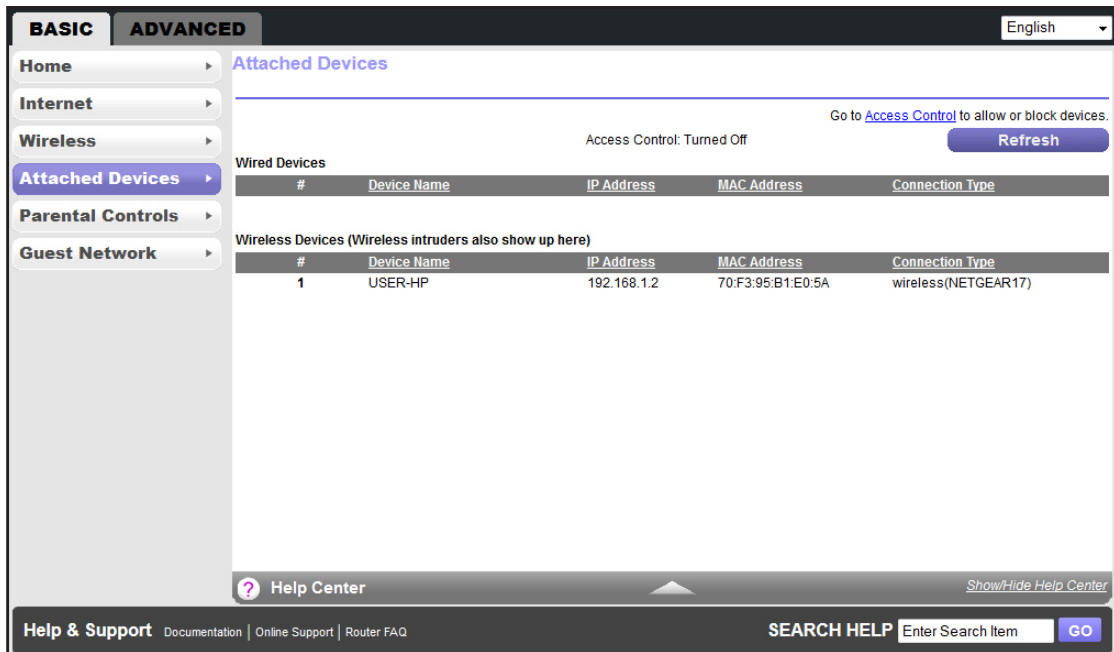 BASIC ADVANCED English
Home
Internet
Wireless
Attached Devices
Parental Controls
Guest Network
Attached Devices
Go to Access Control to allow or block devices.
Access Control: Turned Off Refresh
Wired Devices
# Device Name IP Address MAC Address Connection Type
Wireless Devices (Wireless intruders also show up here)
# Device Name IP Address MAC Address Connection Type
1 USER-HP 192.168.1.2 70:F3:95:B1:E0:5A wireless(NETGEAR17)
? Help Center Show/Hide Help Center
Help & Support Documentation | Online Support | Router FAQ SEARCH HELP Enter Search Item GO